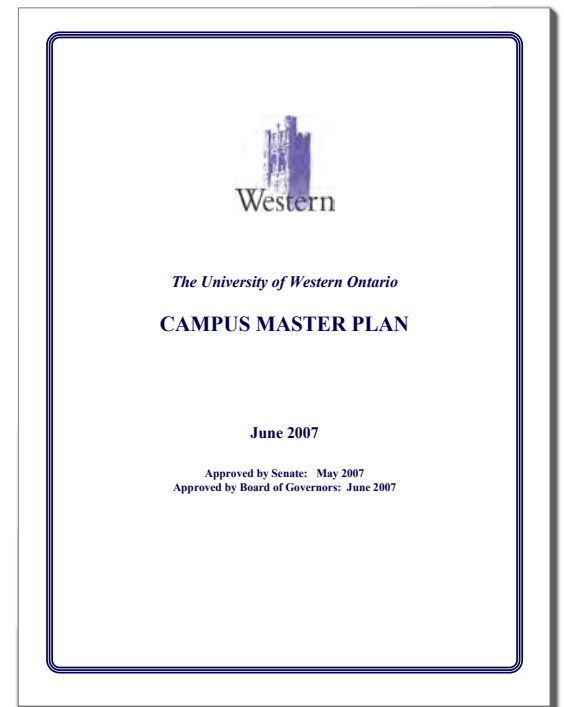 Western
The University of Western Ontario
CAMPUS MASTER PLAN
June 2007
Approved by Senate: May 2007
Approved by Board of Governors: June 2007